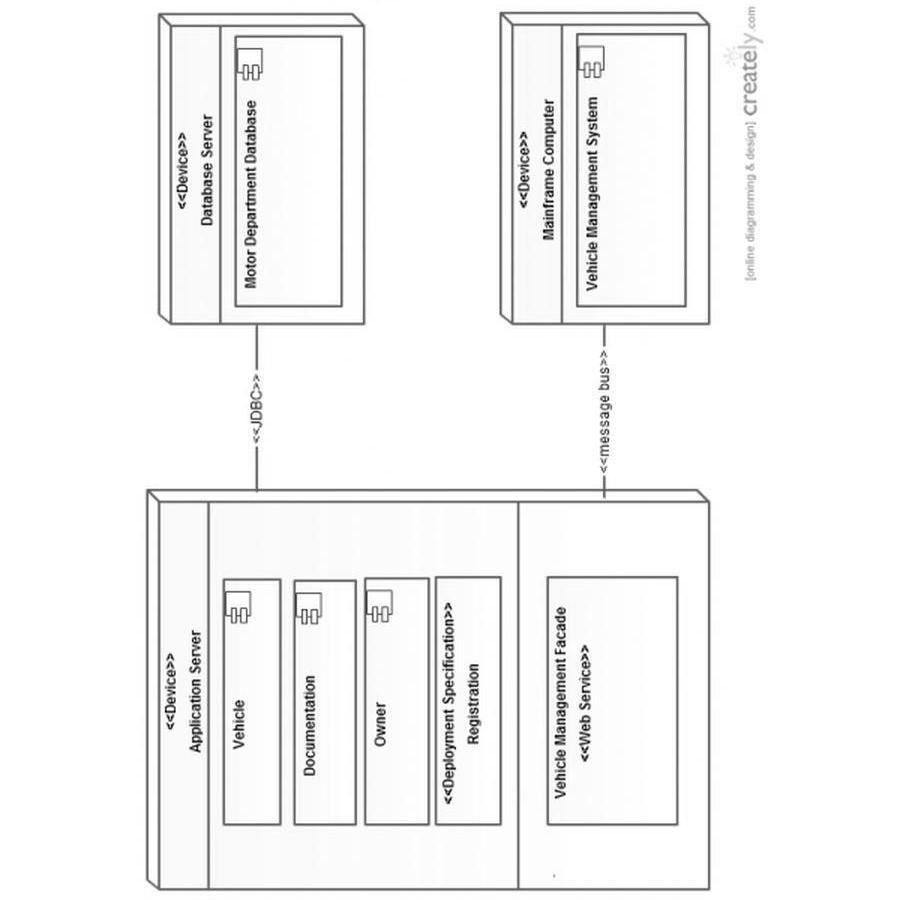 <<Device>>
Application Server
Vehicle
Documentation
Owner
<<Deployment Specification>>
Registration
Vehicle Management Facade
<<Web Service>>
<<JDBC>>
<<message bus>>
<<Device>>
Database Server
Motor Department Database
<<Device>>
Mainframe Computer
Vehicle Management System
[online diagramming & design] creately.com